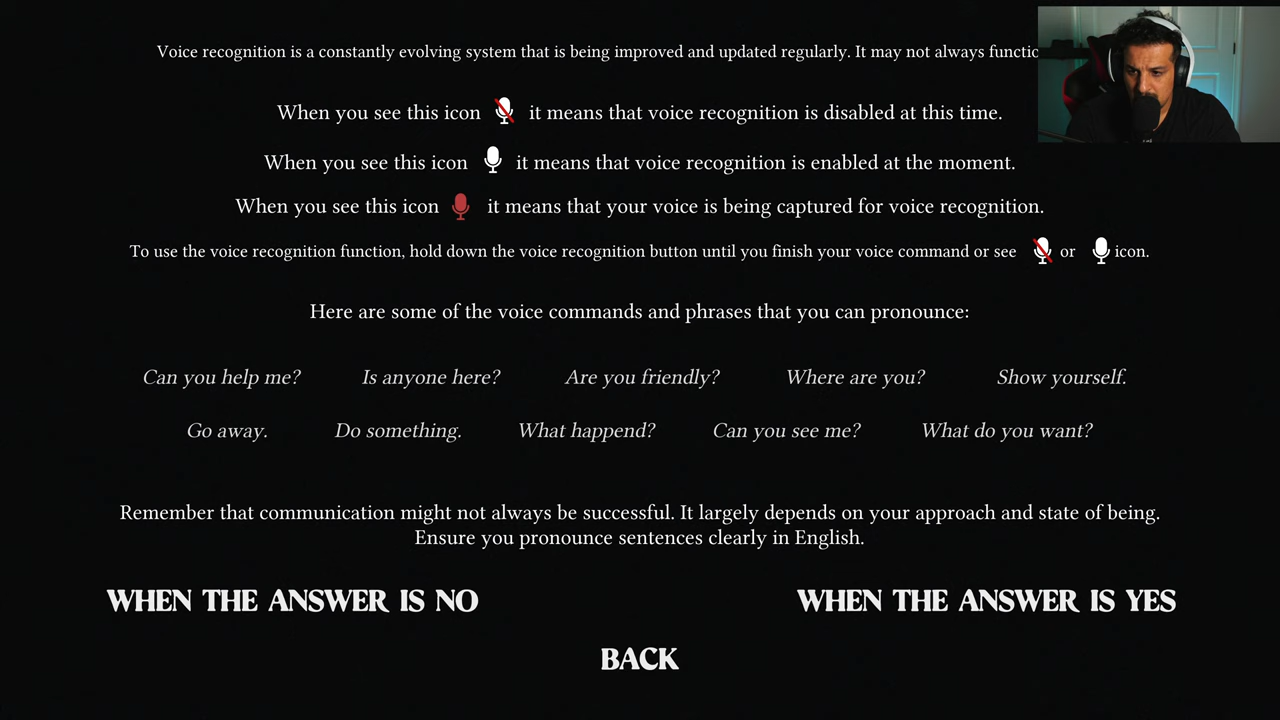 Voice recognition is a constantly evolving system that is being improved and updated regularly. It may not always
When you see this icon it means that voice recognition is disabled at this time.
When you see this icon it means that voice recognition is enabled at the moment.
When you see this icon it means that your voice is being captured for voice recognition.
To use the voice recognition function, hold down the voice recognition button until you finish your voice command or see or icon.
Here are some of the voice commands and phrases that you can pronounce:
Can you help me? Is anyone here? Are you friendly? Where are you? Show yourself.
Go away. Do something. What happend? Can you see me? What do you want?
Remember that communication might not always be successful. It largely depends on your approach and state of being.
Ensure you pronounce sentences clearly in English.
WHEN THE ANSWER IS NO WHEN THE ANSWER IS YES
BACK